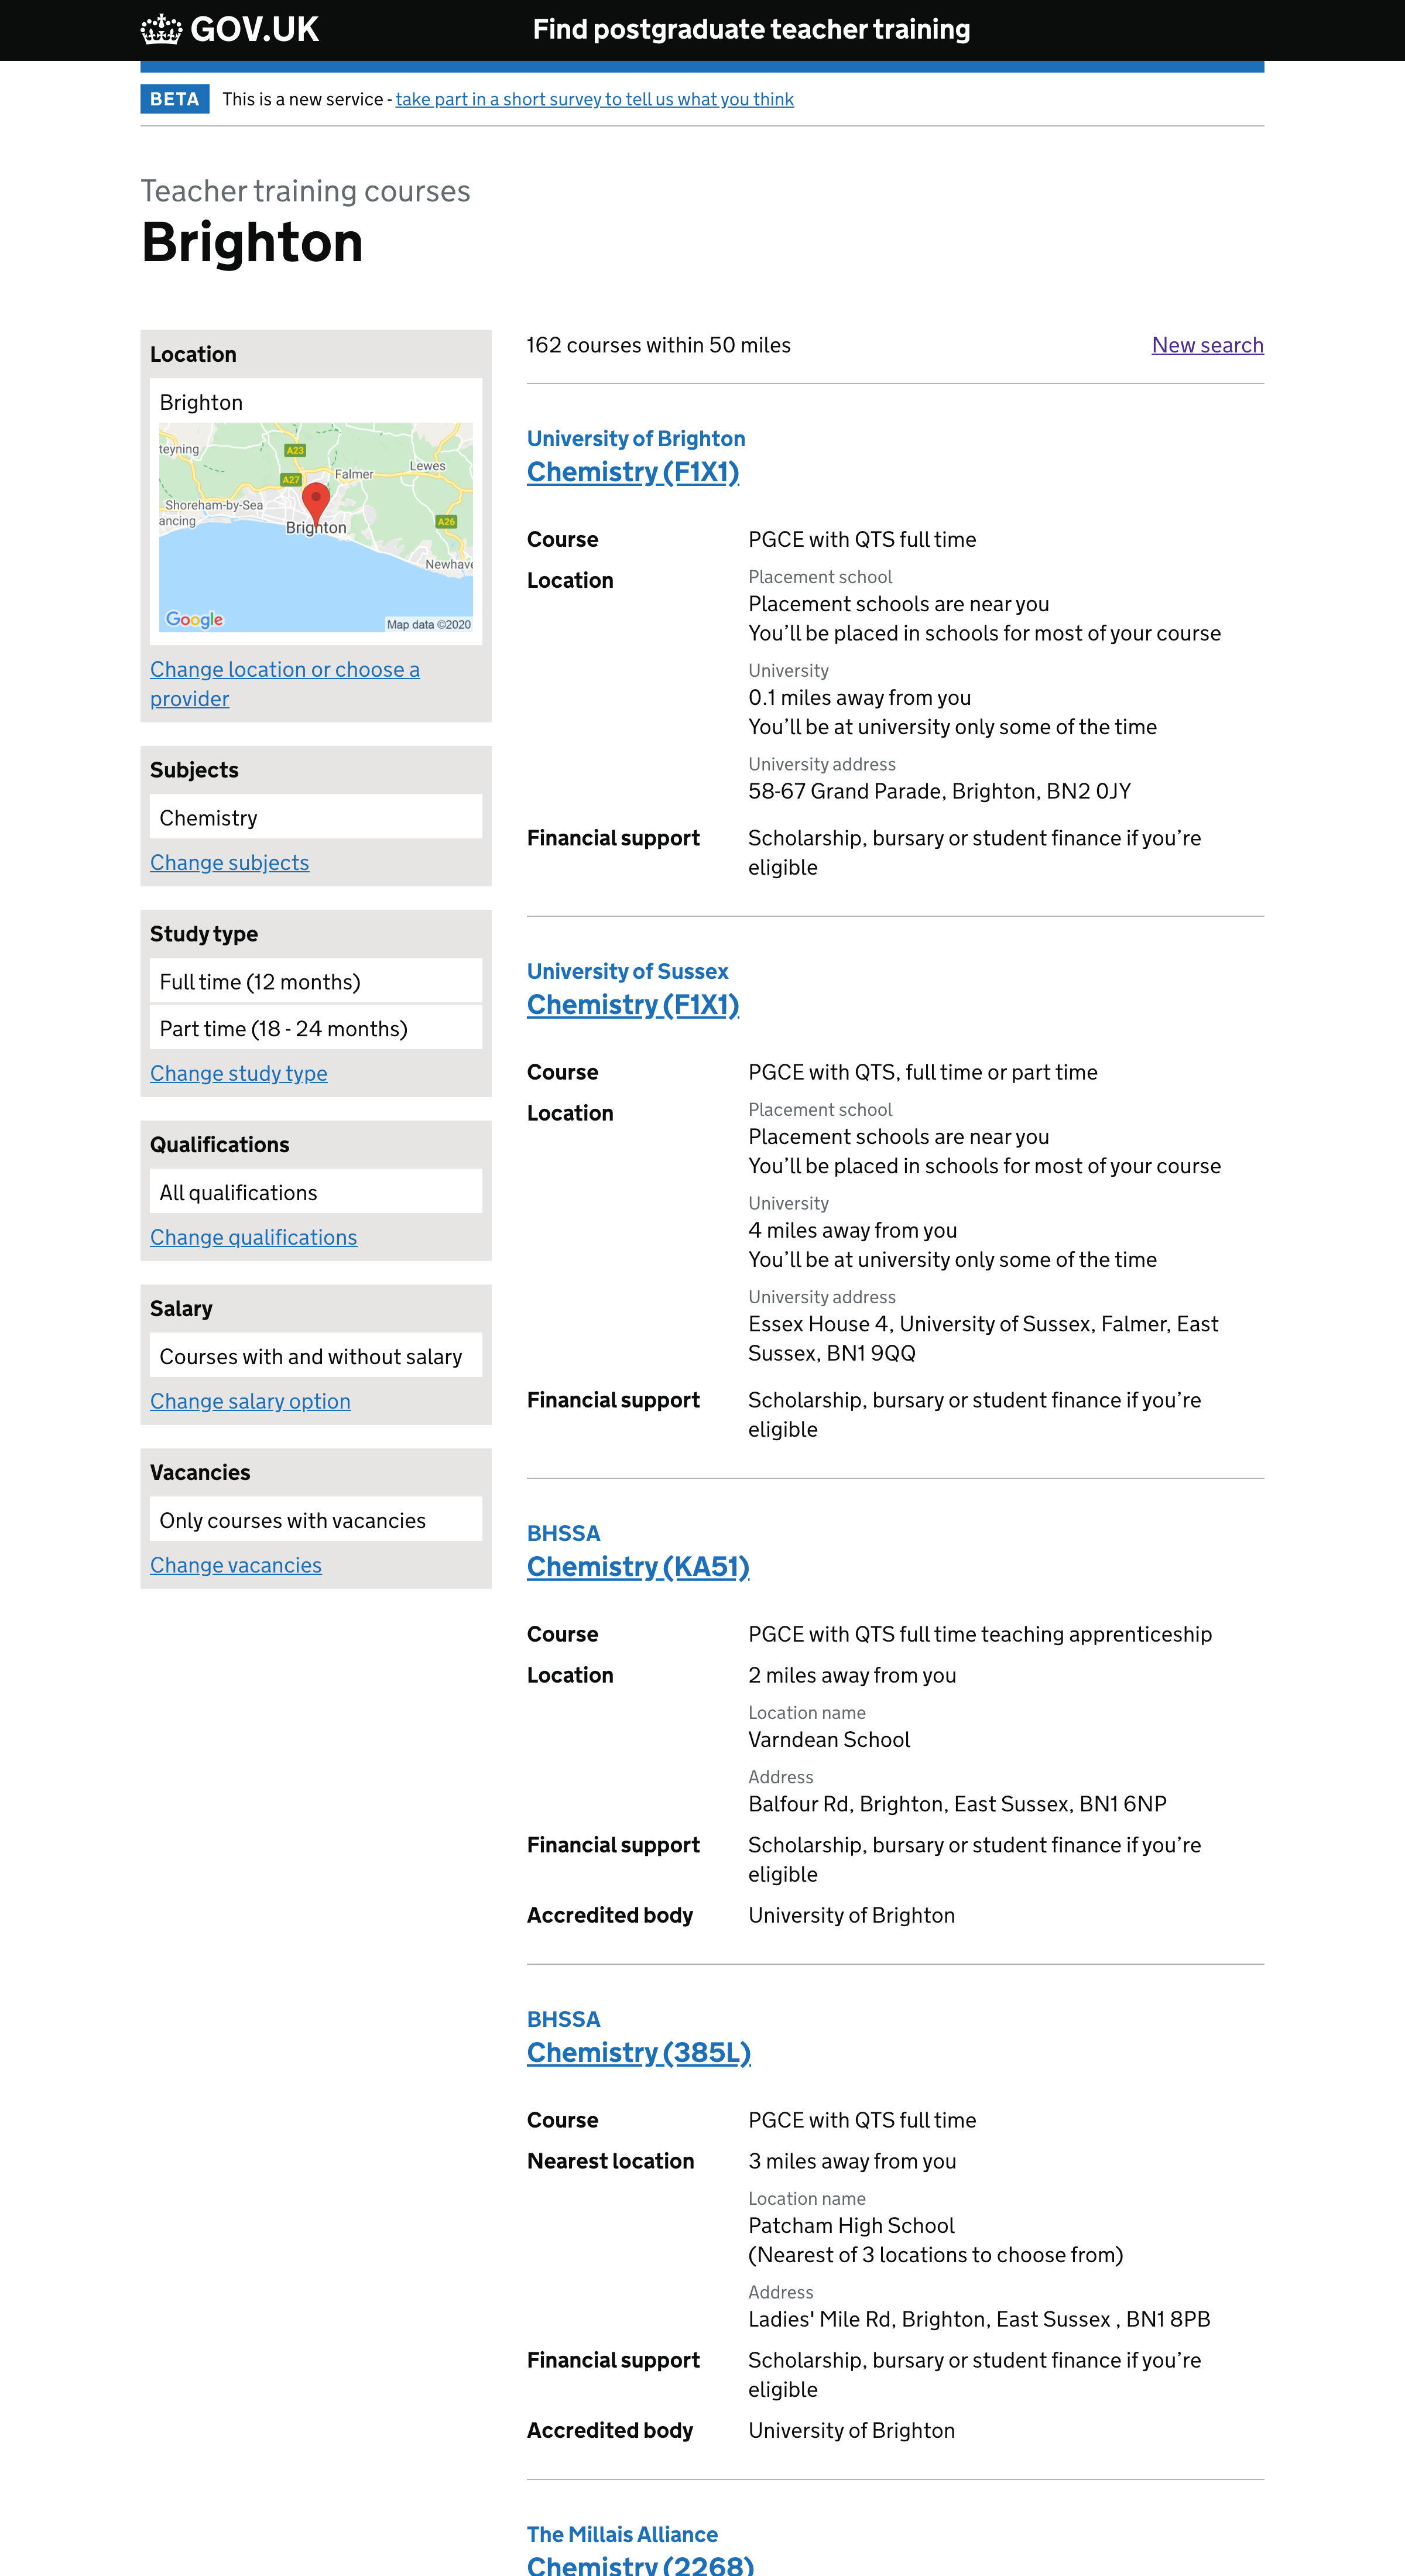 GOV.UK
Find postgraduate teacher training
BETA
This is a new service - take part in a short survey to tell us what you think
Teacher training courses
Brighton
Location
Brighton
teyning
A23
A27
Falmer
Lewes
Shoreham-by-Sea
ancing
Brighton
A26
Newhave
Google
Map data ©2020
Change location or choose a
provider
Subjects
Chemistry
Change subjects
Study type
Full time (12 months)
Part time (18 - 24 months)
Change study type
Qualifications
All qualifications
Change qualifications
Salary
Courses with and without salary
Change salary option
Vacancies
Only courses with vacancies
Change vacancies
162 courses within 50 miles
New search
University of Brighton
Chemistry (F1X1)
Course
PGCE with QTS full time
Location
Placement school
Placement schools are near you
You’ll be placed in schools for most of your course
University
0.1 miles away from you
You’ll be at university only some of the time
University address
58-67 Grand Parade, Brighton, BN2 0JY
Financial support
Scholarship, bursary or student finance if you’re
eligible
University of Sussex
Chemistry (F1X1)
Course
PGCE with QTS, full time or part time
Location
Placement school
Placement schools are near you
You’ll be placed in schools for most of your course
University
4 miles away from you
You’ll be at university only some of the time
University address
Essex House 4, University of Sussex, Falmer, East
Sussex, BN1 9QQ
Financial support
Scholarship, bursary or student finance if you’re
eligible
BHSSA
Chemistry (KA51)
Course
PGCE with QTS full time teaching apprenticeship
Location
2 miles away from you
Location name
Varndean School
Address
Balfour Rd, Brighton, East Sussex, BN1 6NP
Financial support
Scholarship, bursary or student finance if you’re
eligible
Accredited body
University of Brighton
BHSSA
Chemistry (385L)
Course
PGCE with QTS full time
Nearest location
3 miles away from you
Location name
Patcham High School
(Nearest of 3 locations to choose from)
Address
Ladies' Mile Rd, Brighton, East Sussex , BN1 8PB
Financial support
Scholarship, bursary or student finance if you’re
eligible
Accredited body
University of Brighton
The Millais Alliance
Chemistry (2268)